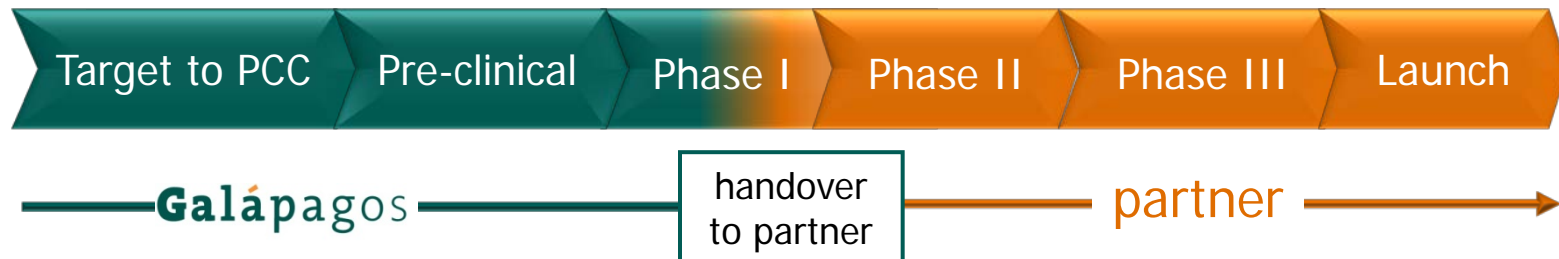 Target to PCC
Pre-clinical
Phase I
Phase II
Phase III
Launch
Galápagos
handover
to partner
partner